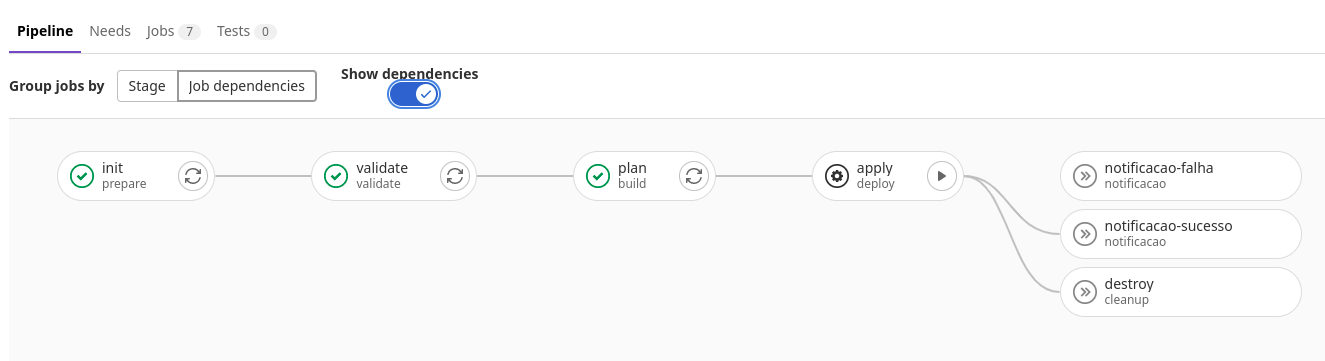 Pipeline Needs Jobs 7 Tests 0
Group jobs by Stage Job dependencies Show dependencies
init
prepare
validate
validate
plan
build
apply
deploy
notificacao-falha
notificacao
notificacao-sucesso
notificacao
destroy
cleanup